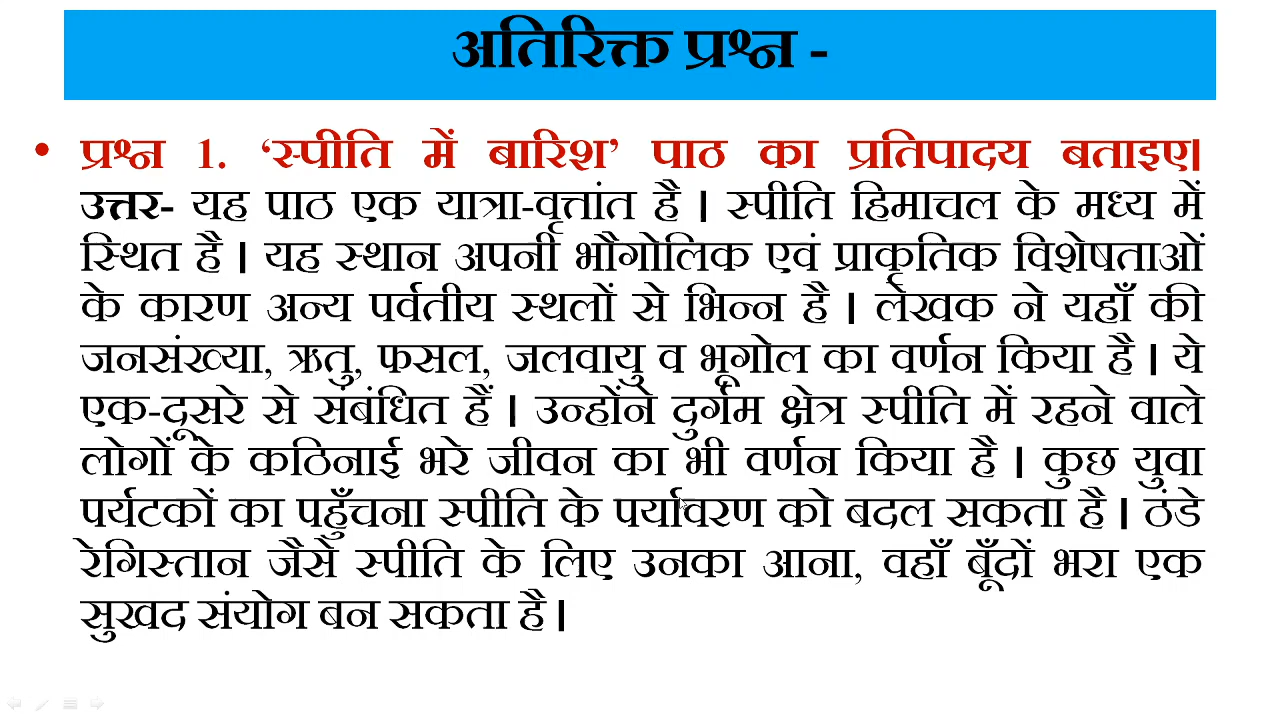 अतिरिक्त प्रश्न -
• प्रश्न 1. ‘स्पीति में बारिश’ पाठ का प्रतिपादय बताइए।
उत्तर- यह पाठ एक यात्रा-वृत्तांत है । स्पीति हिमाचल के मध्य में
स्थित है । यह स्थान अपनी भौगोलिक एवं प्राकृतिक विशेषताओं
के कारण अन्य पर्वतीय स्थलों से भिन्न है । लेखक ने यहाँ की
जनसंख्या, ऋतु, फसल, जलवायु व भूगोल का वर्णन किया है । ये
एक-दूसरे से संबंधित हैं । उन्होंने दुर्गम क्षेत्र स्पीति में रहने वाले
लोगों के कठिनाई भरे जीवन का भी वर्णन किया है । कुछ युवा
पर्यटकों का पहुँचना स्पीति के पर्यावरण को बदल सकता है । ठंडे
रेगिस्तान जैसे स्पीति के लिए उनका आना, वहाँ बूँदों भरा एक
सुखद संयोग बन सकता है ।